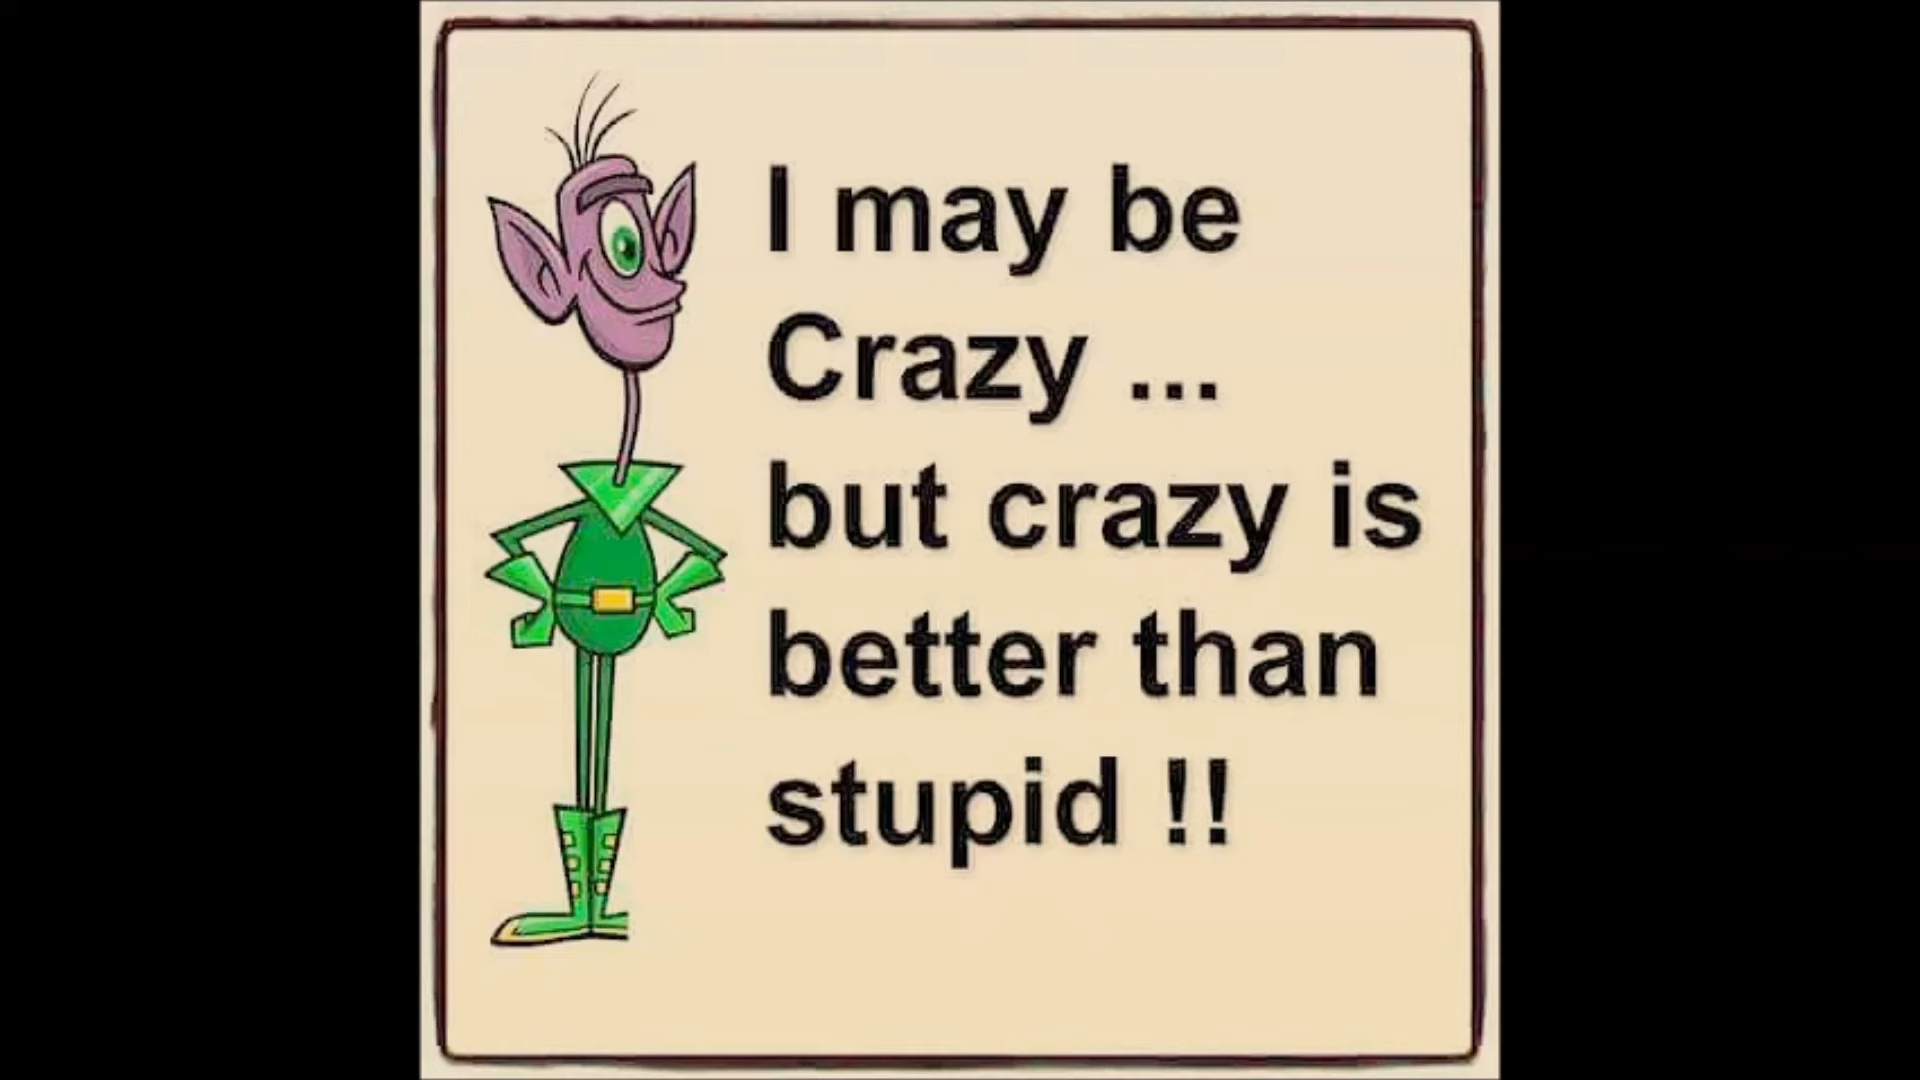 I may be
Crazy ...
but crazy is
better than
stupid !!